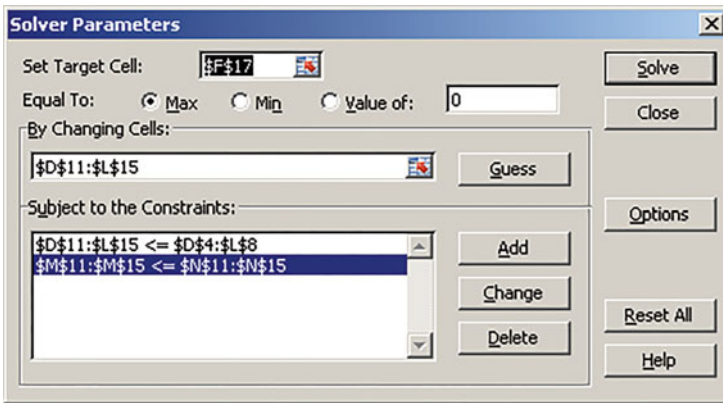 Solver Parameters
Set Target Cell: $F$17 Solve
Equal To: Max Min Value of: 0 Close
By Changing Cells:
$D$11:$L$15 Guess
Subject to the Constraints: Options
$D$11:$L$15 <= $D$4:$L$8 Add
$M$11:$M$15 <= $N$11:$N$15
Change
Reset All
Delete
Help